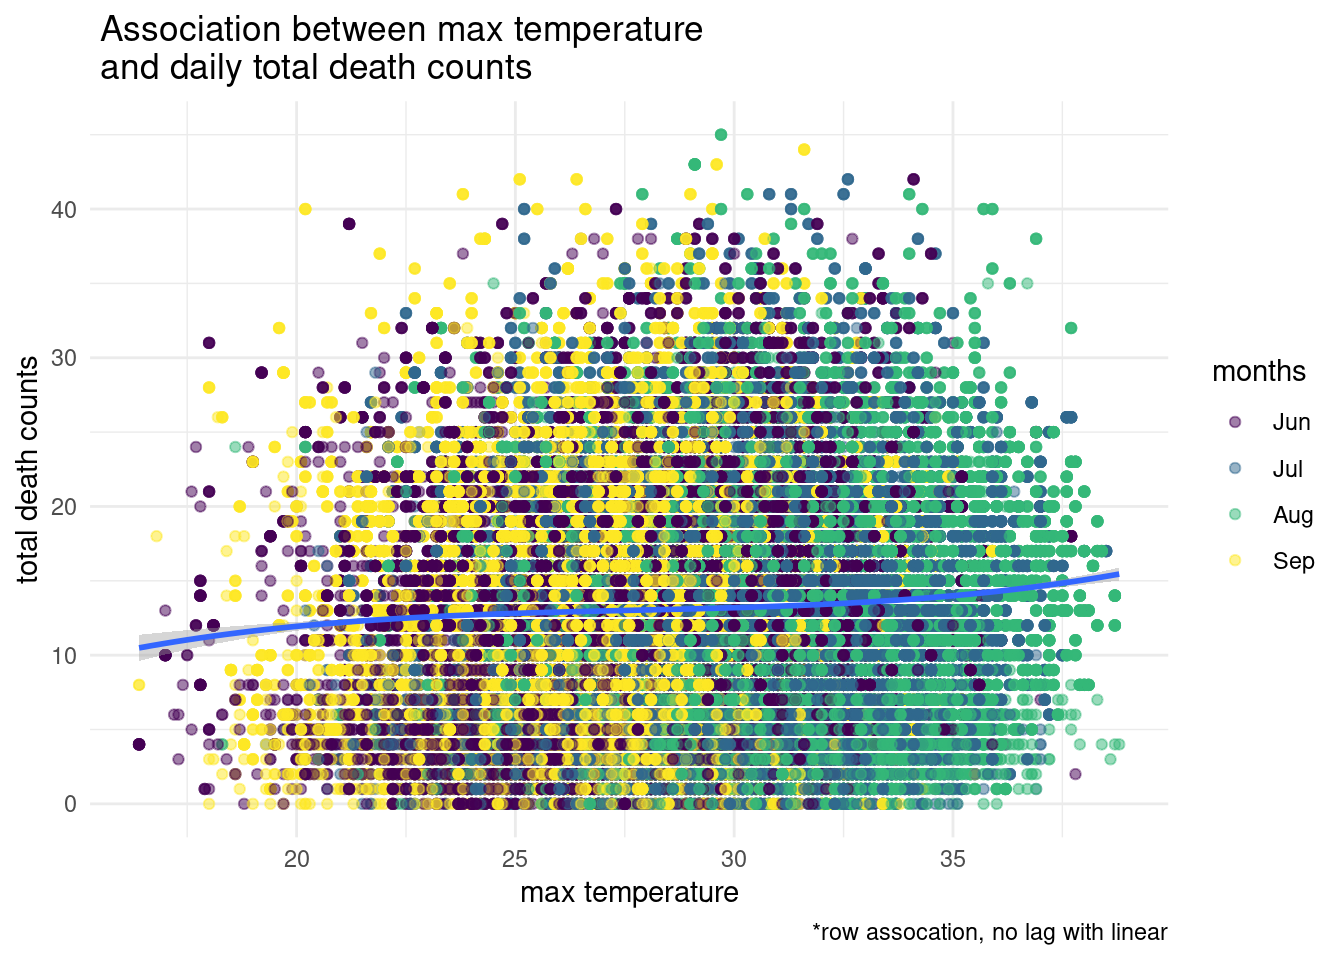 Association between max temperature
and daily total death counts
total death counts
40
30
20
10
0
20
25
30
35
max temperature
months
Jun
Jul
Aug
Sep
*row assocation, no lag with linear